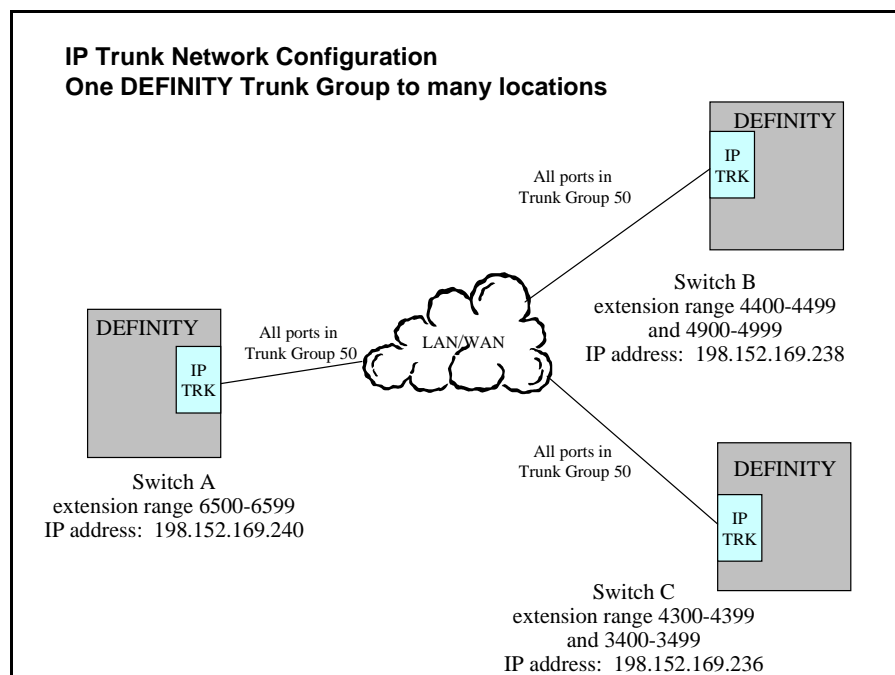 IP Trunk Network Configuration
One DEFINITY Trunk Group to many locations
DEFINITY
IP
TRK
All ports in
Trunk Group 50
Switch B
extension range 4400-4499
and 4900-4999
IP address: 198.152.169.238
DEFINITY
IP
TRK
All ports in
Trunk Group 50
LAN/WAN
Switch A
extension range 6500-6599
IP address: 198.152.169.240
All ports in
Trunk Group 50
DEFINITY
IP
TRK
Switch C
extension range 4300-4399
and 3400-3499
IP address: 198.152.169.236